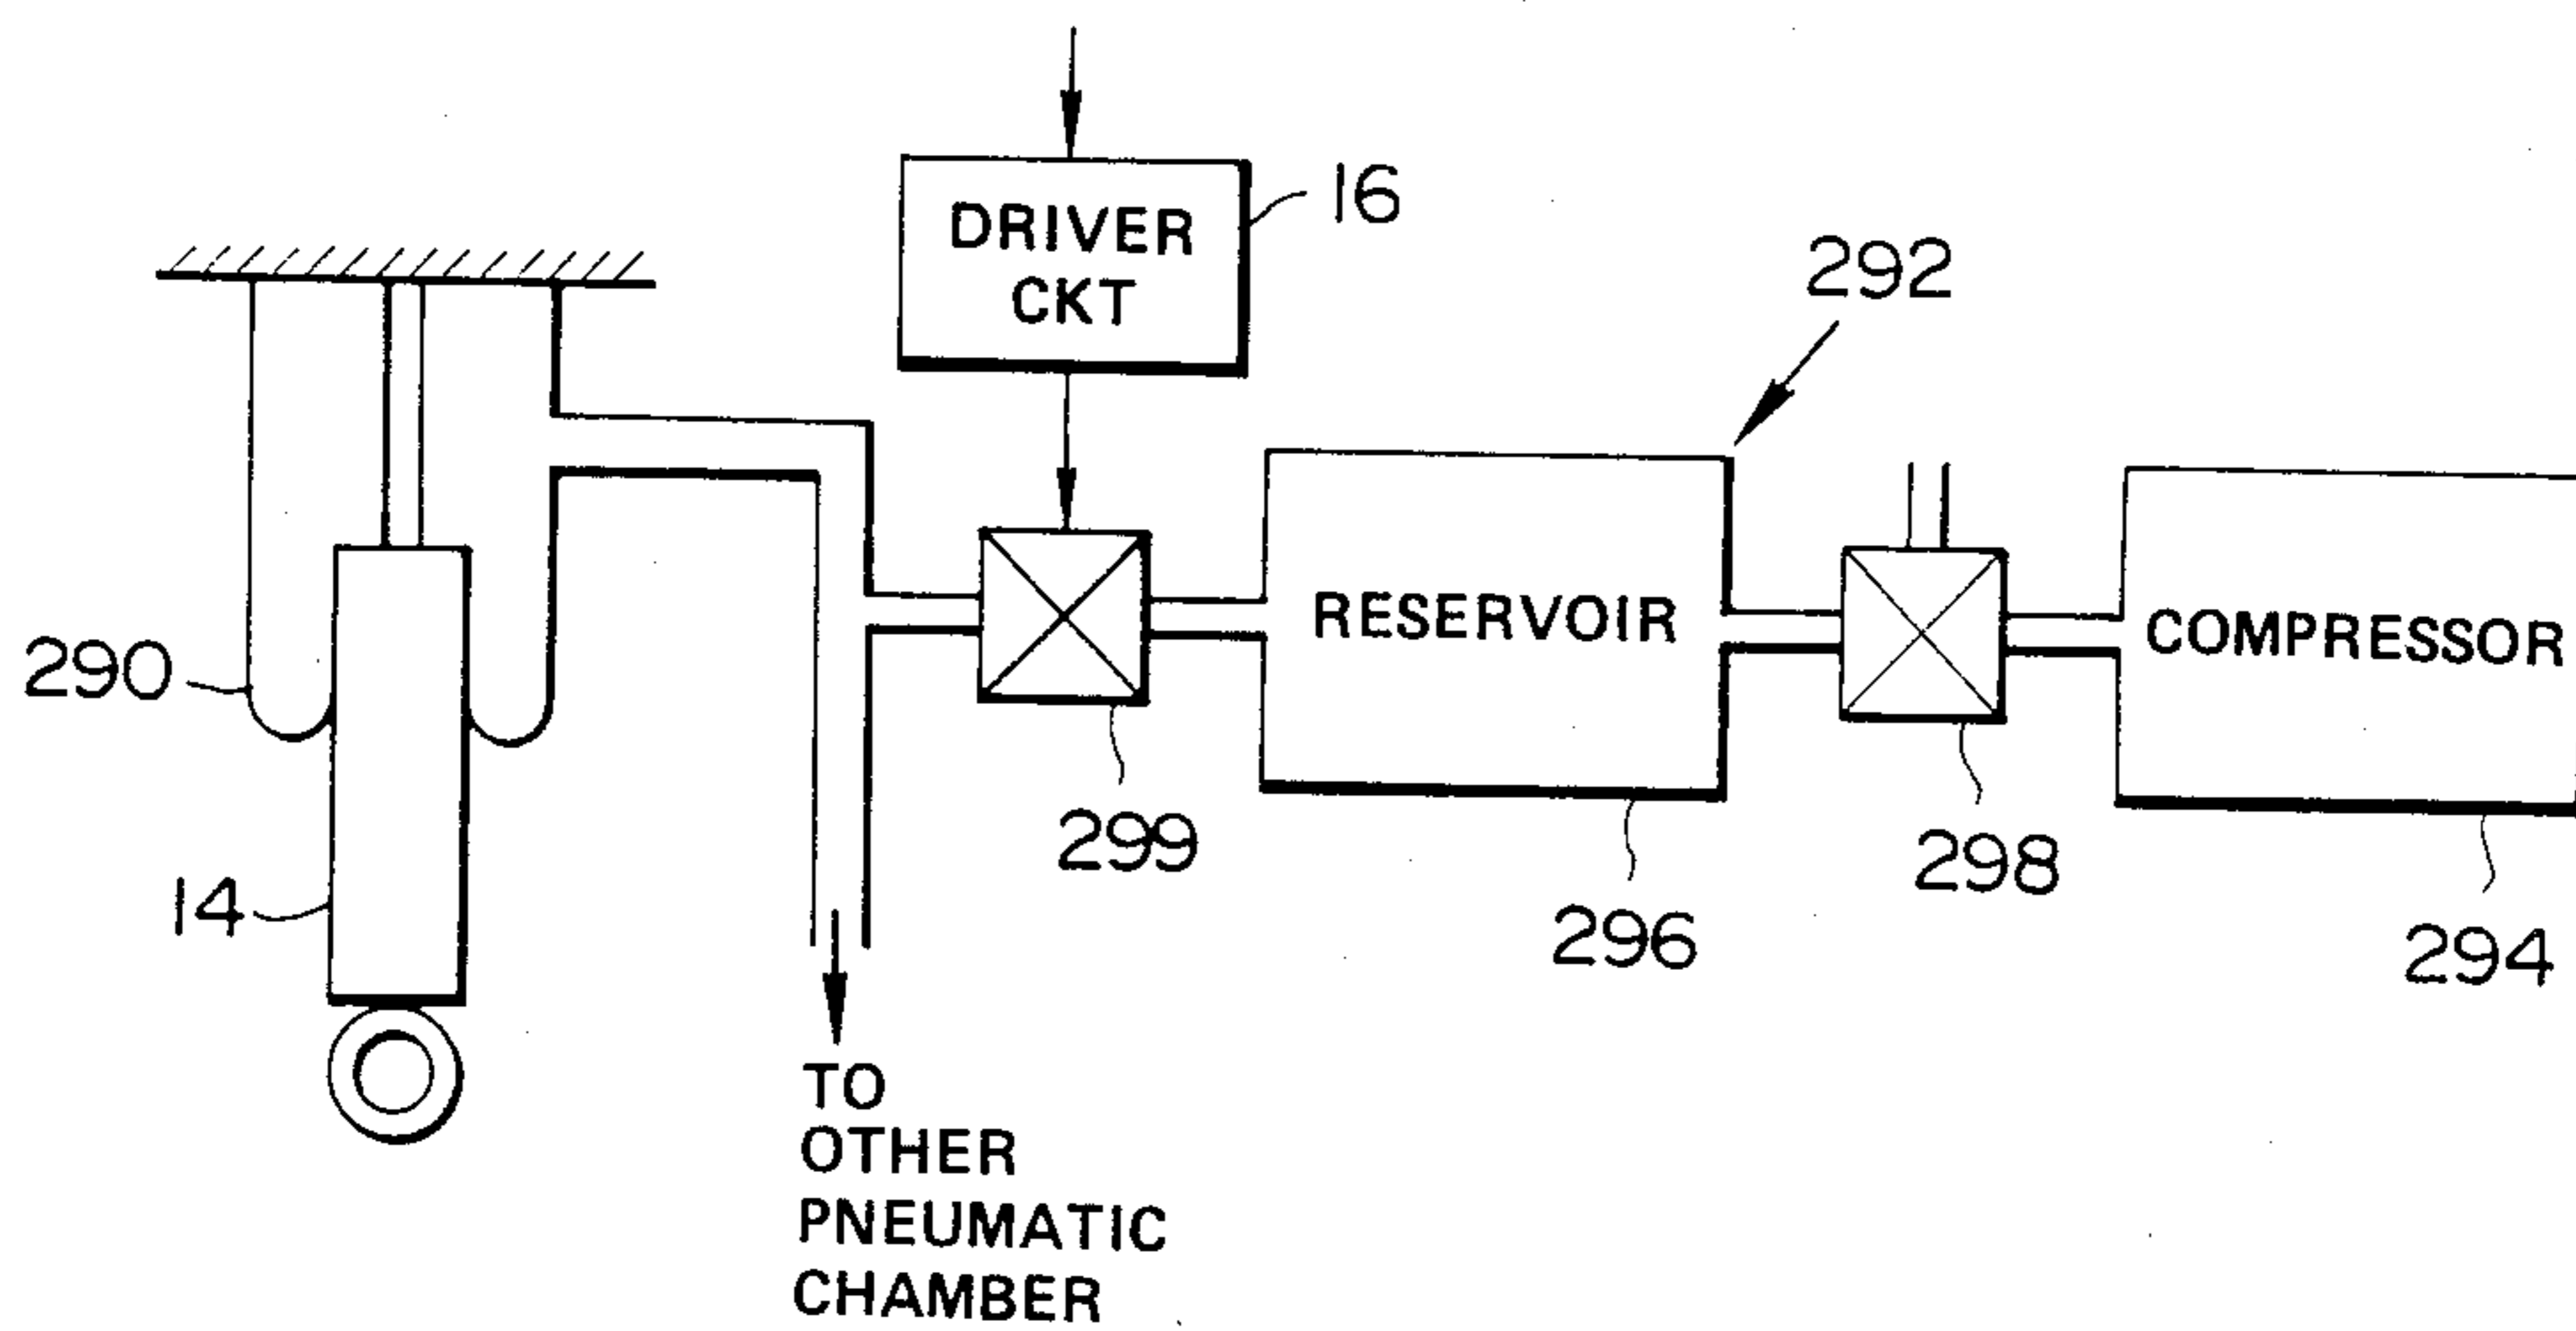 DRIVER
CKT
16
292
RESERVOIR
COMPRESSOR
290
299
298
14
296
294
TO
OTHER
PNEUMATIC
CHAMBER